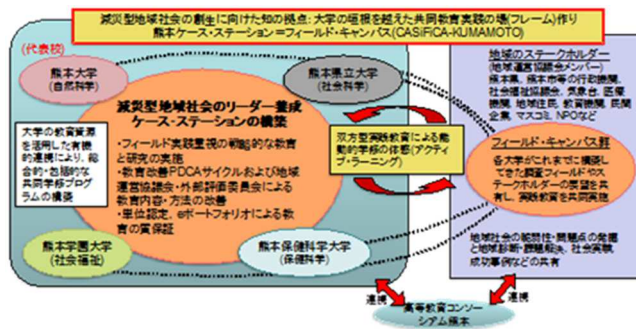 減災型地域社会の創生に向けた知の拠点:大学の垣根を越えた共同教育実践の場(フレーム)作り
熊本ケース・ステーション=フィールド・キャンパス(CASiFiCA-KUMAMOTO)
(代表校)
熊本大学
(自然科学)
熊本県立大学
(社会科学)
減災型地域社会のリーダー養成
ケース・ステーションの構築
・フィールド実践重視の戦略的な教育
と研究の実施
・教育改善PDCAサイクルおよび地域
運営協議会・外部評価委員会による
教育内容・方法の改善
・単位認定、eポートフォリオによる教育
の質保証
大学の教育資源
を活用した有機
的連携により、総
合的・包括的な
共同学修プログ
ラムの構築
熊本学園大学
(社会福祉)
熊本保健科学大学
(保健科学)
双方型実践教育による能
動的学修の体感(アクティ
ブ・ラーニング)
地域のステークホルダー
(地域運営協議会メンバー)
熊本県、熊本市等の行政機関、
社会福祉協議会、気象台、医療
機関、地域住民、教育機関、民間
企業、マスコミ、NPOなど
フィールド・キャンパス群
各大学がこれまでに構築し
てきた調査フィールドやス
テークホルダーの要望を共
有し、実践教育を共同実施
地域社会の脆弱性・問題点の発掘
と地域診断・課題解決、社会実験、
成功事例などの共有
連携
連携
高等教育コンソー
シアム熊本